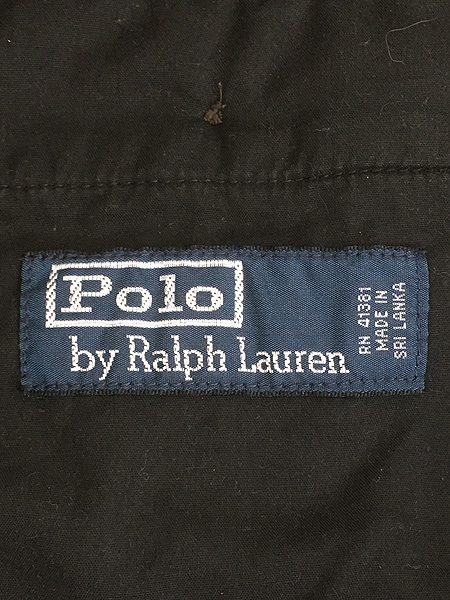 Polo
by Ralph Lauren
RN 41381
MADE IN
SRI LANKA